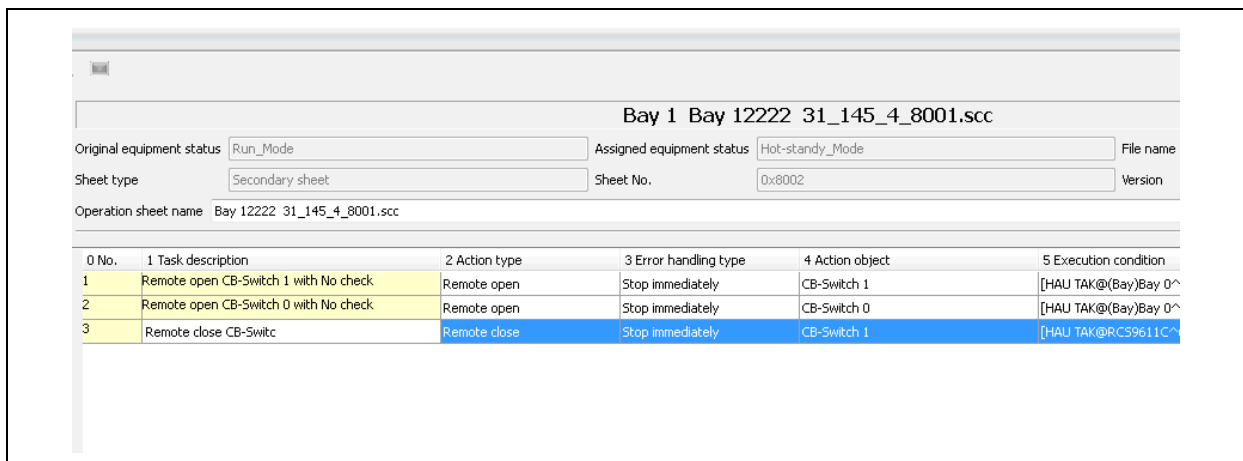 Bay 1 Bay 12222 31_145_4_8001.scc
Original equipment status Run_Mode Assigned equipment status Hot-standy_Mode File name
Sheet type Secondary sheet Sheet No. 0x8002 Version
Operation sheet name Bay 12222 31_145_4_8001.scc
0 No. 1 Task description 2 Action type 3 Error handling type 4 Action object 5 Execution condition
1 Remote open CB-Switch 1 with No check Remote open Stop immediately CB-Switch 1 [HAU TAK@(Bay)Bay 0^
2 Remote open CB-Switch 0 with No check Remote open Stop immediately CB-Switch 0 [HAU TAK@(Bay)Bay 0^
3 Remote close CB-Switc Remote close Stop immediately CB-Switch 1 [HAU TAK@RCS9611C^